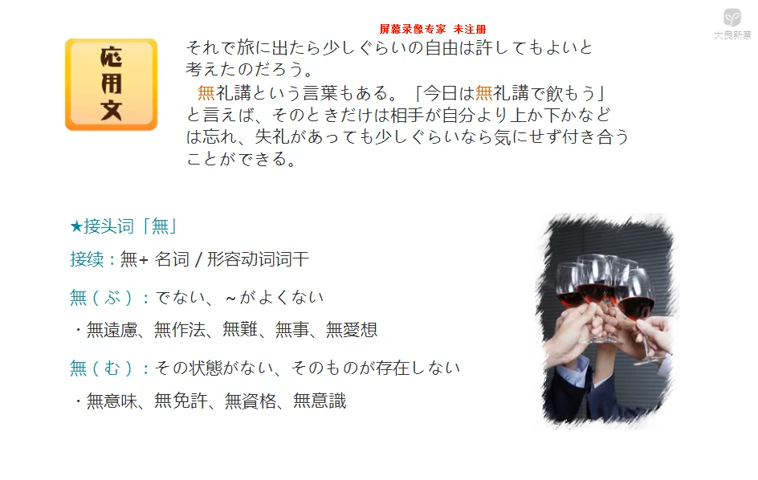 屏幕录像专家 未注册
太良新意
応用文
それで旅に出たら少しぐらいの自由は許してもよいと
考えたのだろう。
無礼講という言葉もある。「今日は無礼講で飲もう」
と言えば、そのときだけは相手が自分より上か下かなど
は忘れ、失礼があっても少しぐらいなら気にせず付き合う
ことができる。
★接头词「無」
接续：無+ 名词 / 形容动词词干
無（ぶ）：でない、～がよくない
・無遠慮、無作法、無難、無事、無愛想
無（む）：その状態がない、そのものが存在しない
・無意味、無免許、無資格、無意識